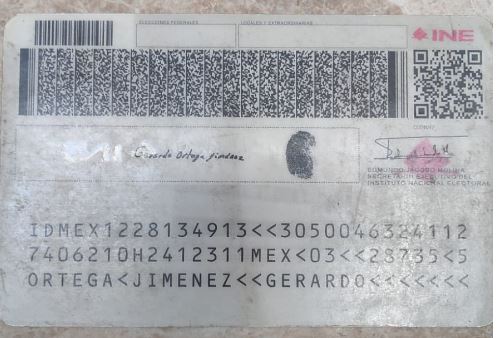 ELECCIONES FEDERALES
LOCALES Y EXTRAORDINARIAS
INE
Gerardo Ortega Jiménez
EDMUNDO JACOBO MOLINA
SECRETARIO EJECUTIVO DEL
INSTITUTO NACIONAL ELECTORAL
IDMEX1228134913<<3050046324112
7406210H2412311MEX<03<<28735<5
ORTEGA<JIMENEZ<<GERARDO<<<<<<<